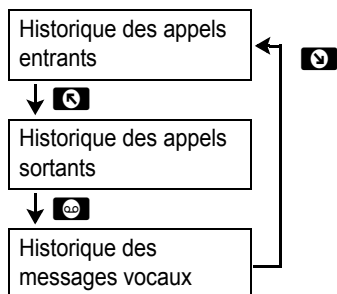 Historique des appels
entrants
Historique des appels
sortants
Historique des
messages vocaux